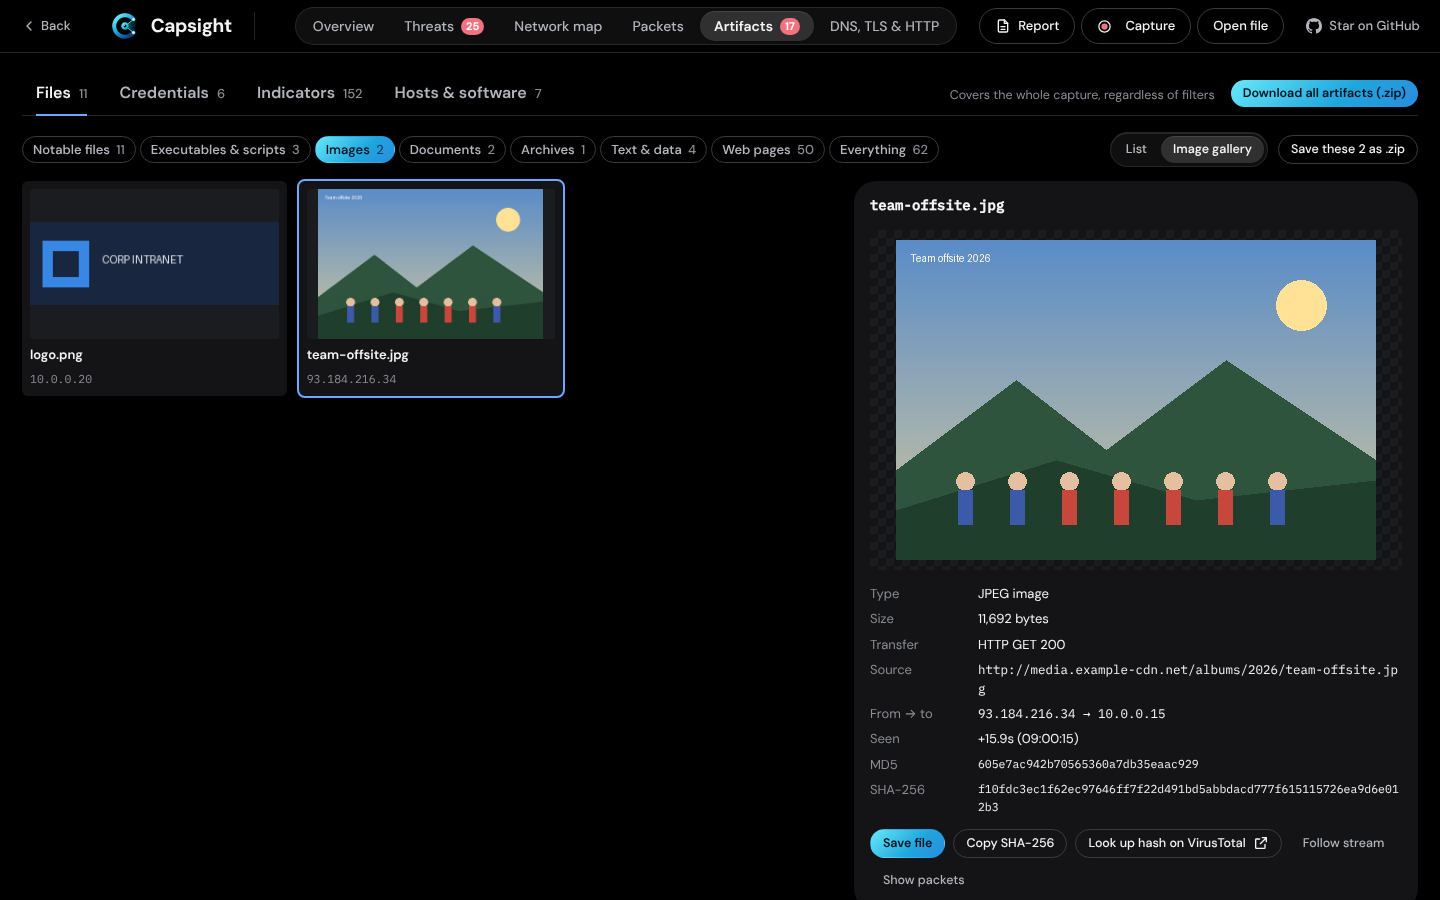 Back
Capsight
Overview
Threats 25
Network map
Packets
Artifacts 17
DNS, TLS & HTTP
Report
Capture
Open file
Star on GitHub
Files 11
Credentials 6
Indicators 152
Hosts & software 7
Covers the whole capture, regardless of filters
Download all artifacts (.zip)
Notable files 11
Executables & scripts 3
Images 2
Documents 2
Archives 1
Text & data 4
Web pages 50
Everything 62
List
Image gallery
Save these 2 as .zip
CORP INTRANET
logo.png
10.0.0.20
Team offsite 2026
team-offsite.jpg
93.184.216.34
team-offsite.jpg
Team offsite 2026
Type JPEG image
Size 11,692 bytes
Transfer HTTP GET 200
Source http://media.example-cdn.net/albums/2026/team-offsite.jp
g
From → to 93.184.216.34 → 10.0.0.15
Seen +15.9s (09:00:15)
MD5 605e7ac942b70565360a7db35eaac929
SHA-256 f10fdc3ec1f62ec97646ff7f22d491bd5abbdacd777f615115726ea9d6e01
2b3
Save file
Copy SHA-256
Look up hash on VirusTotal
Follow stream
Show packets